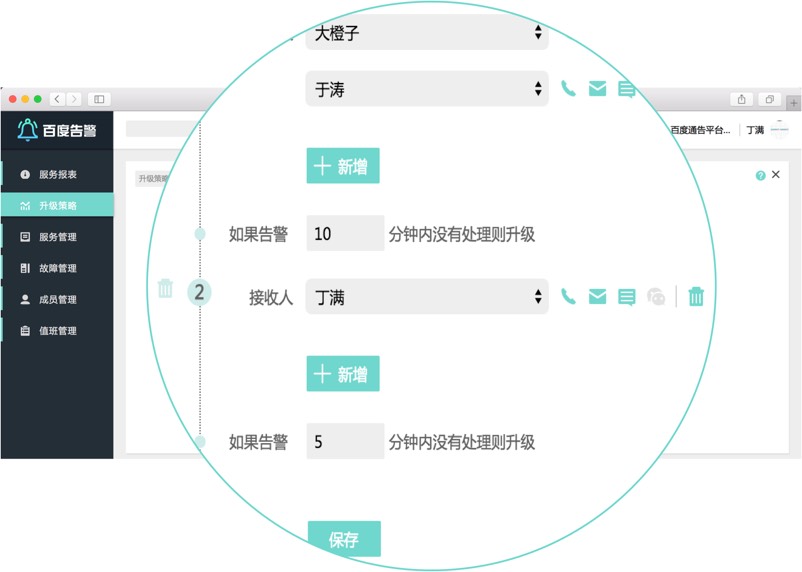 大橙子
于涛
百度告警
百度通告平台... 丁满
服务报表
升级策略
升级策略
新增
服务管理
如果告警 10 分钟内没有处理则升级
故障管理
2 接收人 丁满
成员管理
值班管理
新增
如果告警 5 分钟内没有处理则升级
保存